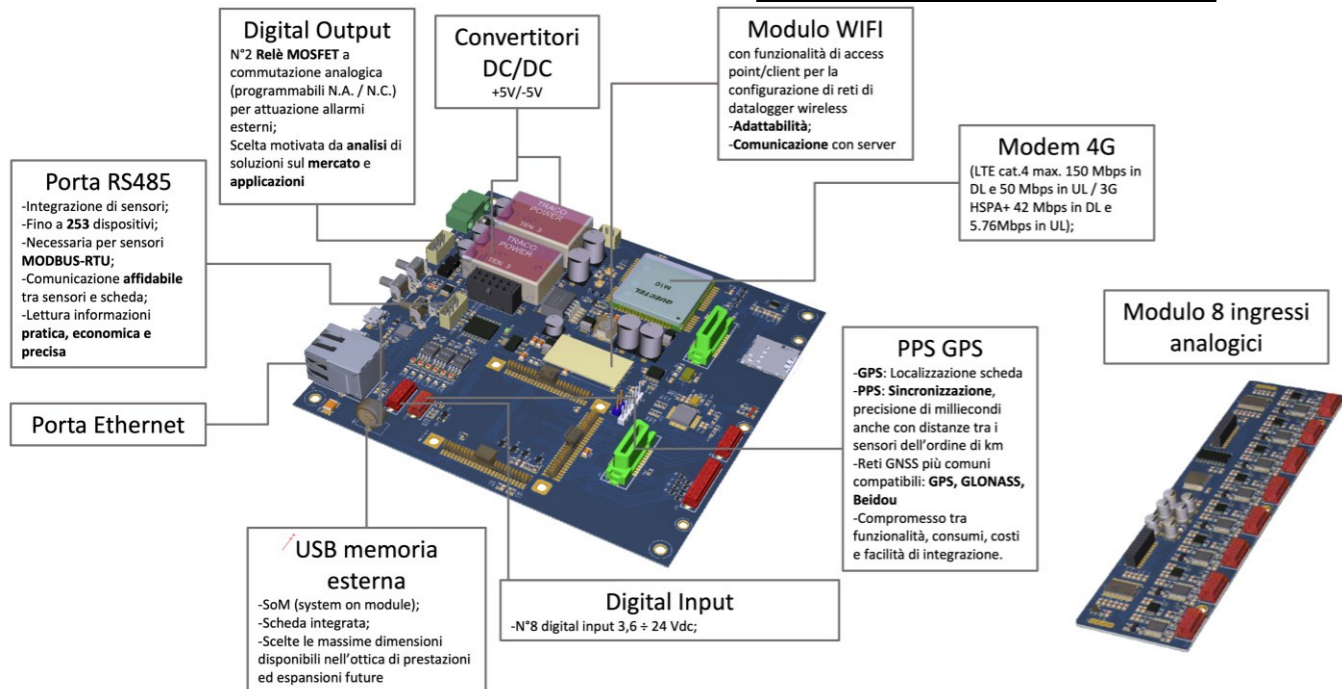 Digital Output
N°2 Relè MOSFET a
commutazione analogica
(programmabili N.A. / N.C.)
per attuazione allarmi
esterni;
Scelta motivata da analisi di
soluzioni sul mercato e
applicazioni
Convertitori
DC/DC
+5V/-5V
Modulo WIFI
con funzionalità di access
point/client per la
configurazione di reti di
datalogger wireless
-Adattabilità;
-Comunicazione con server
Modem 4G
(LTE cat.4 max. 150 Mbps in
DL e 50 Mbps in UL / 3G
HSPA+ 42 Mbps in DL e
5.76Mbps in UL);
Porta RS485
-Integrazione di sensori;
-Fino a 253 dispositivi;
-Necessaria per sensori
MODBUS-RTU;
-Comunicazione affidabile
tra sensori e scheda;
-Lettura informazioni
pratica, economica e
precisa
TRACO
POWER
TEN 3
TRACO
POWER
TEN 3
QUECTEL
M10
Porta Ethernet
PPS GPS
-GPS: Localizzazione scheda
-PPS: Sincronizzazione,
precisione di milliecondi
anche con distanze tra i
sensori dell'ordine di km
-Reti GNSS più comuni
compatibili: GPS, GLONASS,
Beidou
-Compromesso tra
funzionalità, consumi, costi
e facilità di integrazione.
Modulo 8 ingressi
analogici
USB memoria
esterna
-SoM (system on module);
-Scheda integrata;
-Scelte le massime dimensioni
disponibili nell'ottica di prestazioni
ed espansioni future
Digital Input
-N°8 digital input 3,6 ÷ 24 Vdc;